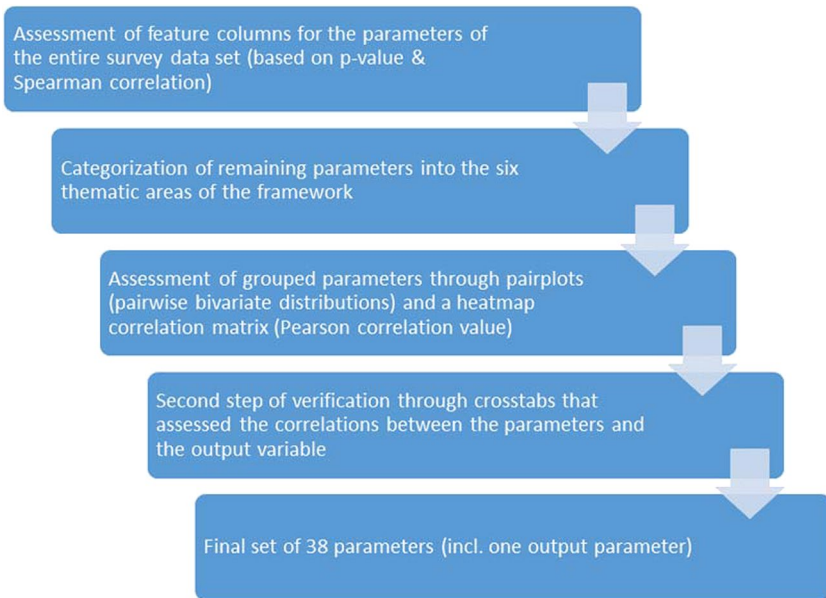 Assessment of feature columns for the parameters of
the entire survey data set (based on p-value &
Spearman correlation)
Categorization of remaining parameters into the six
thematic areas of the framework
Assessment of grouped parameters through pairplots
(pairwise bivariate distributions) and a heatmap
correlation matrix (Pearson correlation value)
Second step of verification through crosstabs that
assessed the correlations between the parameters and
the output variable
Final set of 38 parameters (incl. one output parameter)